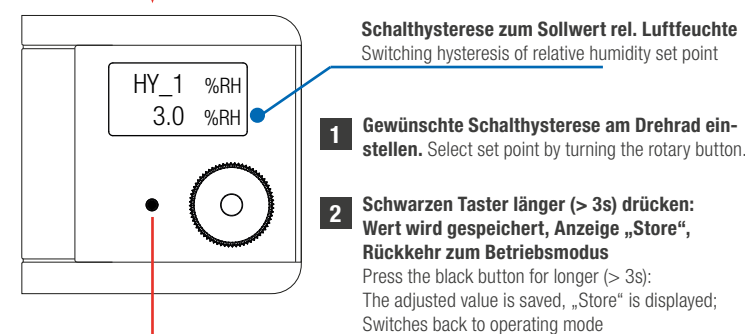 HY_1 %RH
3.0 %RH
Schalthysterese zum Sollwert rel. Luftfeuchte
Switching hysteresis of relative humidity set point
1 Gewünschte Schalthysterese am Drehrad ein-
stellen. Select set point by turning the rotary button.
2 Schwarzen Taster länger (> 3s) drücken:
Wert wird gespeichert, Anzeige „Store“,
Rückkehr zum Betriebsmodus
Press the black button for longer (> 3s):
The adjusted value is saved, „Store“ is displayed;
Switches back to operating mode